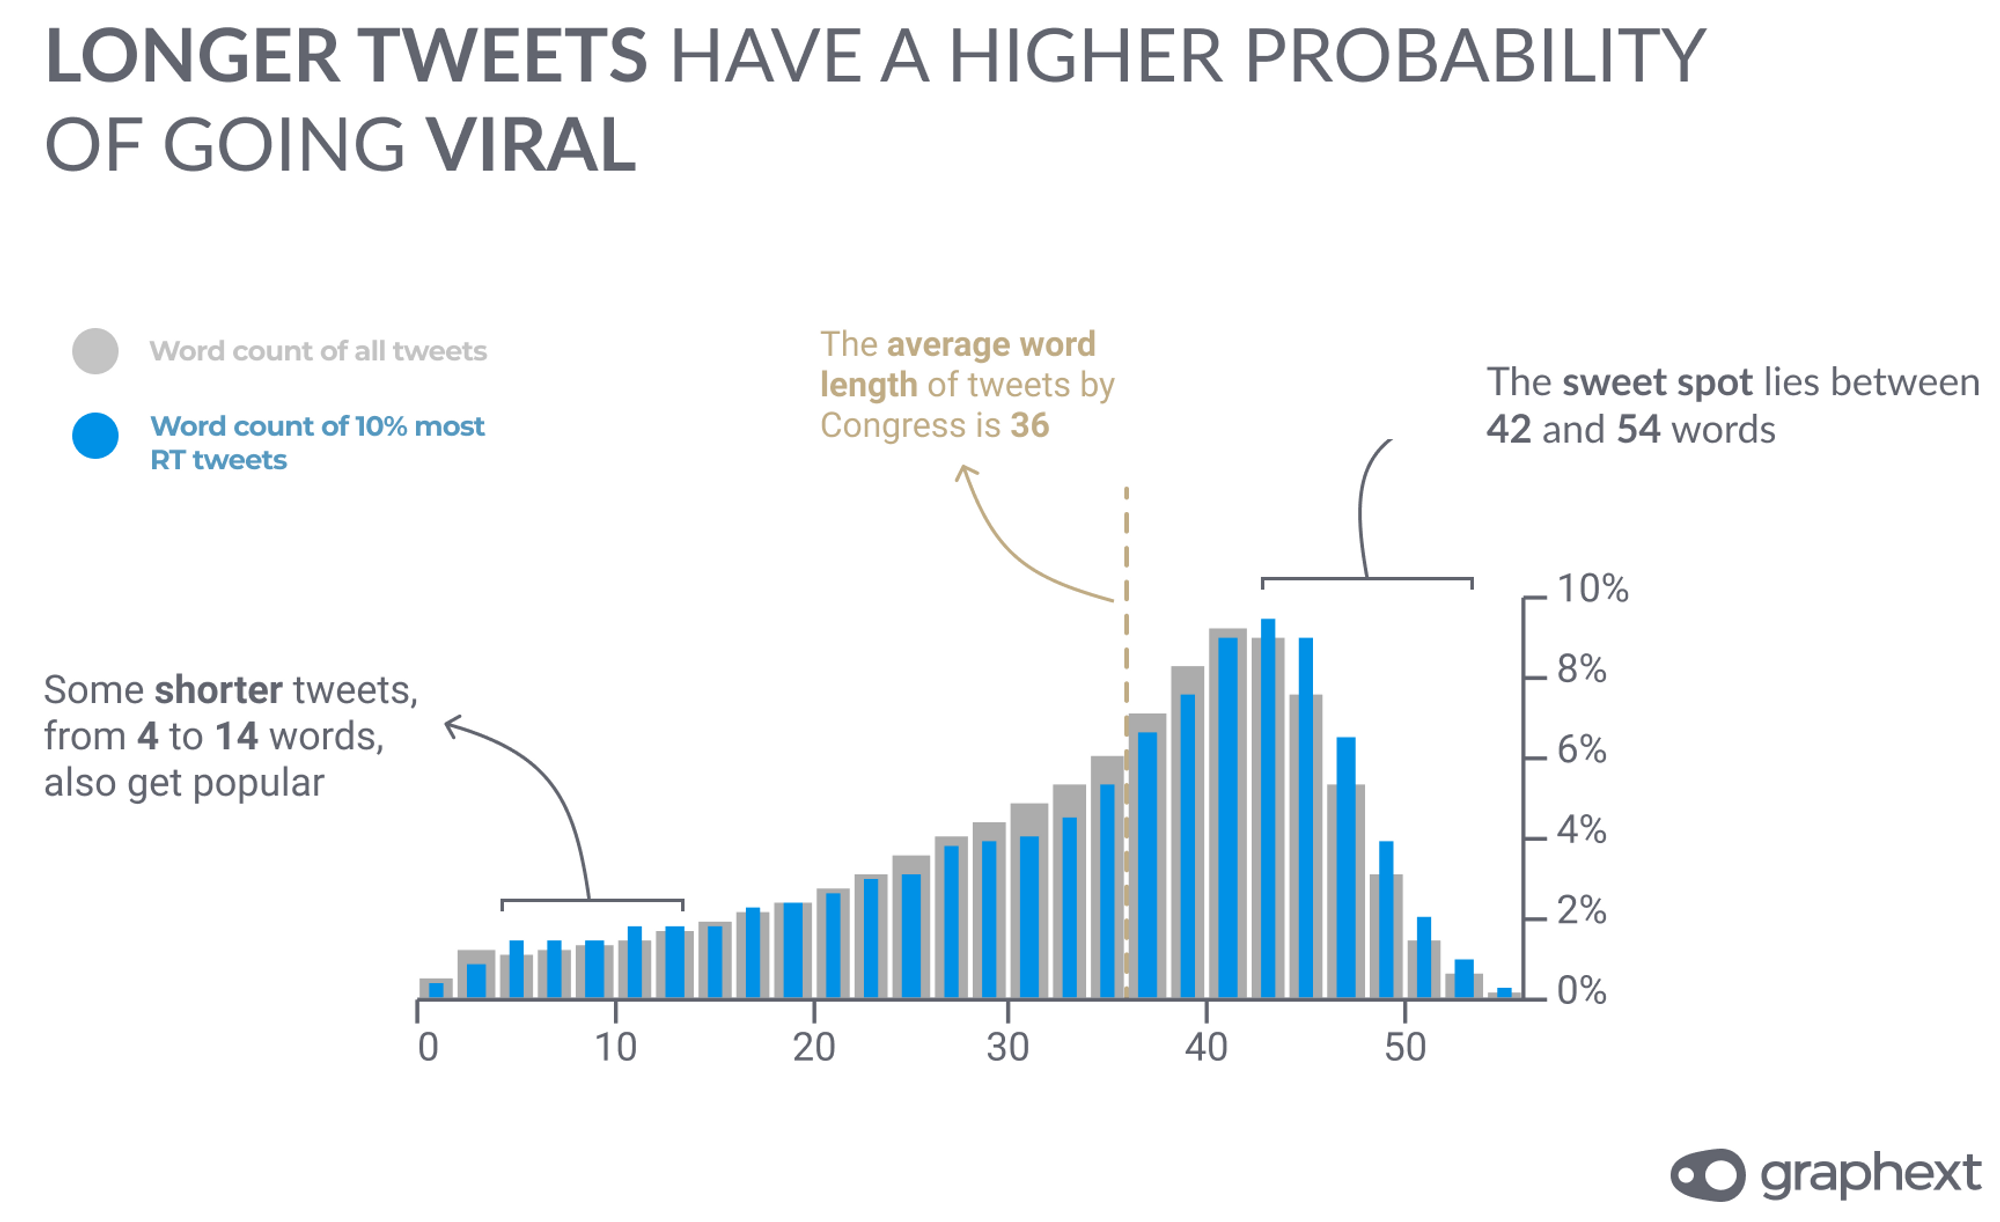 LONGER TWEETS HAVE A HIGHER PROBABILITY
OF GOING VIRAL
Word count of all tweets
Word count of 10% most
RT tweets
The average word
length of tweets by
Congress is 36
The sweet spot lies between
42 and 54 words
Some shorter tweets,
from 4 to 14 words,
also get popular
10%
8%
6%
4%
2%
0%
0 10 20 30 40 50
graphext